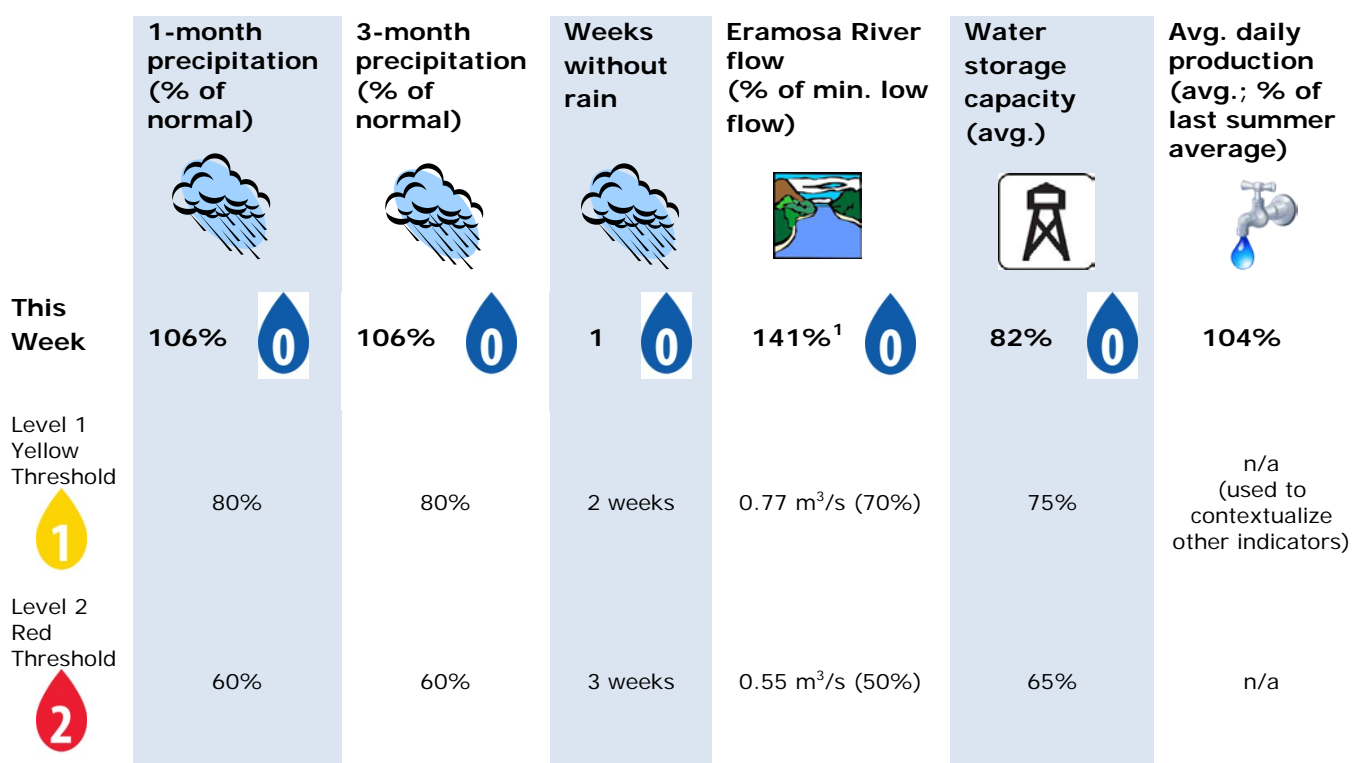 1-month
precipitation
(% of
normal)
3-month
precipitation
(% of
normal)
Weeks
without
rain
Eramosa River
flow
(% of min. low
flow)
Water
storage
capacity
(avg.)
Avg. daily
production
(avg.; % of
last summer
average)
This
Week
106% 0
106% 0
1 0
141%¹ 0
82% 0
104%
Level 1
Yellow
Threshold
1
80%
80%
2 weeks
0.77 m³/s (70%)
75%
n/a
(used to
contextualize
other indicators)
Level 2
Red
Threshold
2
60%
60%
3 weeks
0.55 m³/s (50%)
65%
n/a